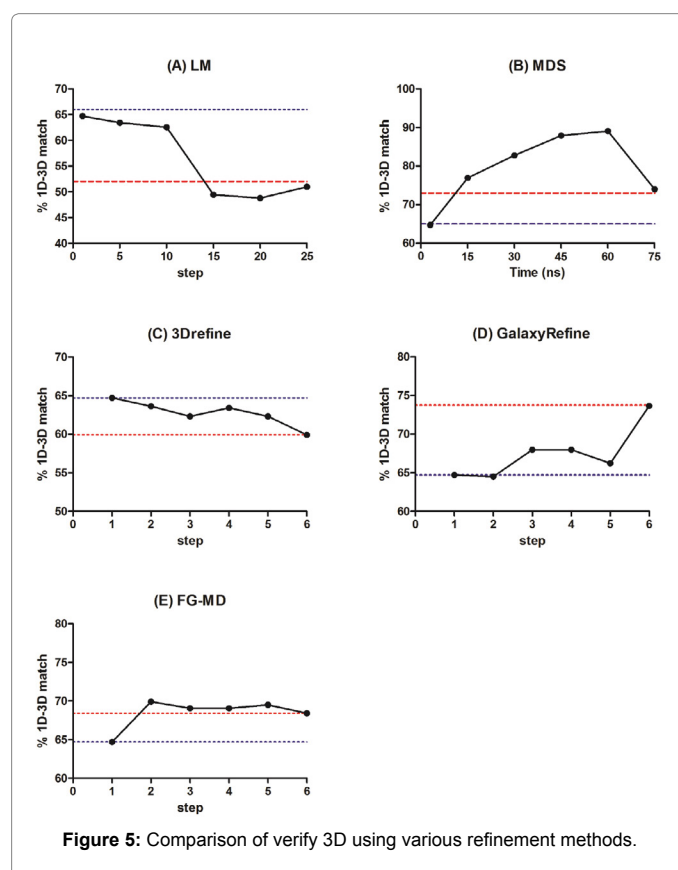 (A) LM
% 1D-3D match
70
65
60
55
50
45
40
0 5 10 15 20 25
step
(B) MDS
% 1D-3D match
100
90
80
70
60
0 15 30 45 60 75
Time (ns)
(C) 3Drefine
% 1D-3D match
70
65
60
55
50
0 1 2 3 4 5 6
step
(D) GalaxyRefine
% 1D-3D match
80
75
70
65
60
0 1 2 3 4 5 6
step
(E) FG-MD
% 1D-3D match
80
75
70
65
60
0 1 2 3 4 5 6
step
Figure 5: Comparison of verify 3D using various refinement methods.